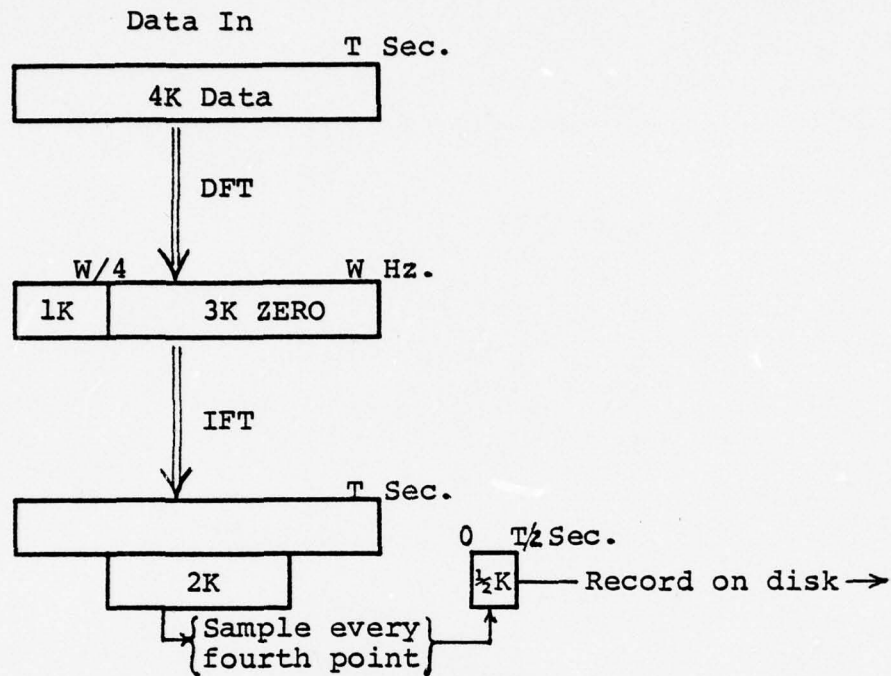 Data In
T Sec.
4K Data
DFT
W/4
W Hz.
1K
3K ZERO
IFT
T Sec.
0 T/2 Sec.
2K
½K
Record on disk
Sample every
fourth point